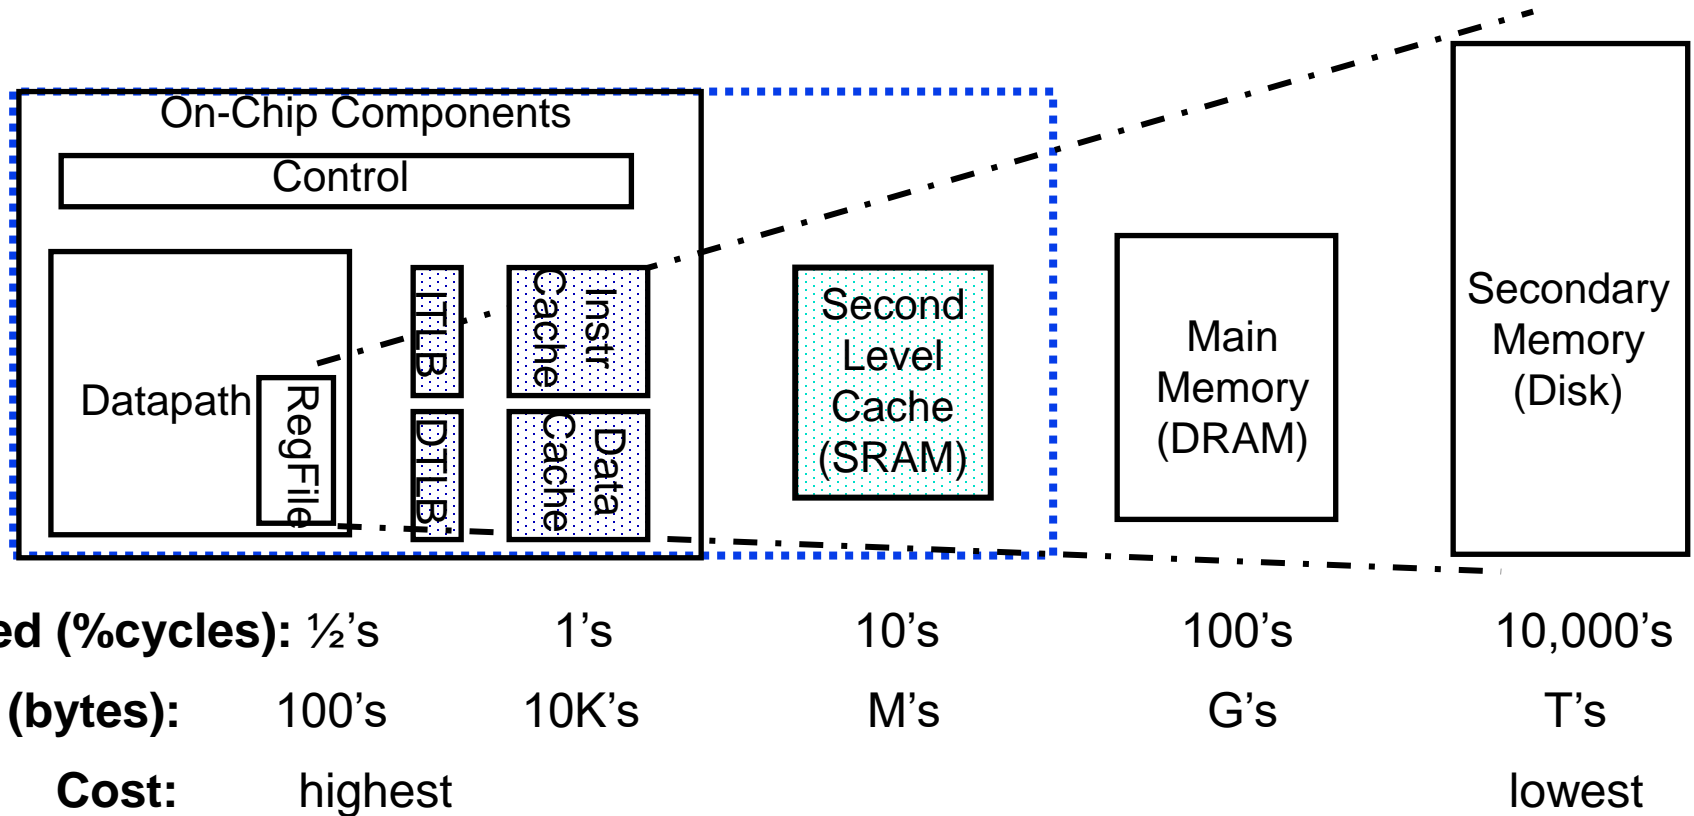 On-Chip Components
Control
Datapath
RegFile
ITLB
DTLB
Instr
Cache
Data
Cache
Second
Level
Cache
(SRAM)
Main
Memory
(DRAM)
Secondary
Memory
(Disk)
(%cycles): ½’s 1’s 10’s 100’s 10,000’s
(bytes): 100’s 10K’s M’s G’s T’s
Cost: highest lowest